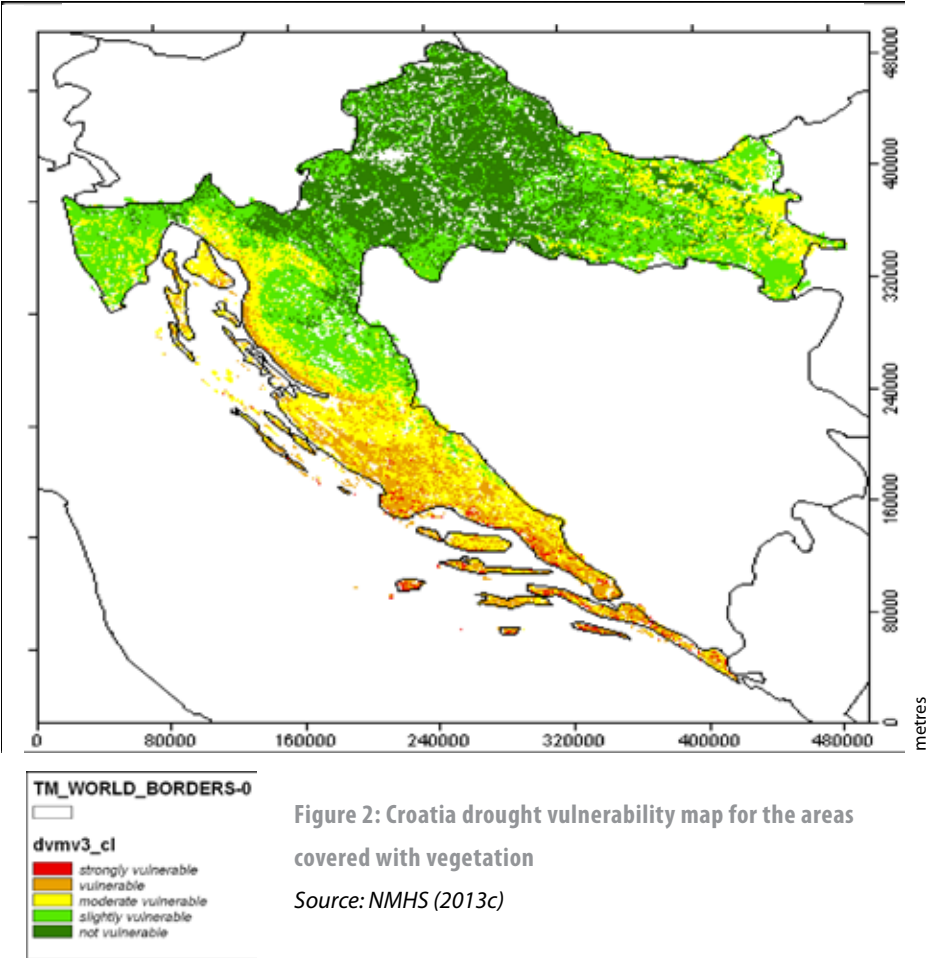 480000
400000
320000
240000
160000
80000
0
metres
0 80000 160000 240000 320000 400000 480000
TM_WORLD_BORDERS-0
dvmv3_cl
strongly vulnerable
vulnerable
moderate vulnerable
slightly vulnerable
not vulnerable
Figure 2: Croatia drought vulnerability map for the areas
covered with vegetation
Source: NMHS (2013c)